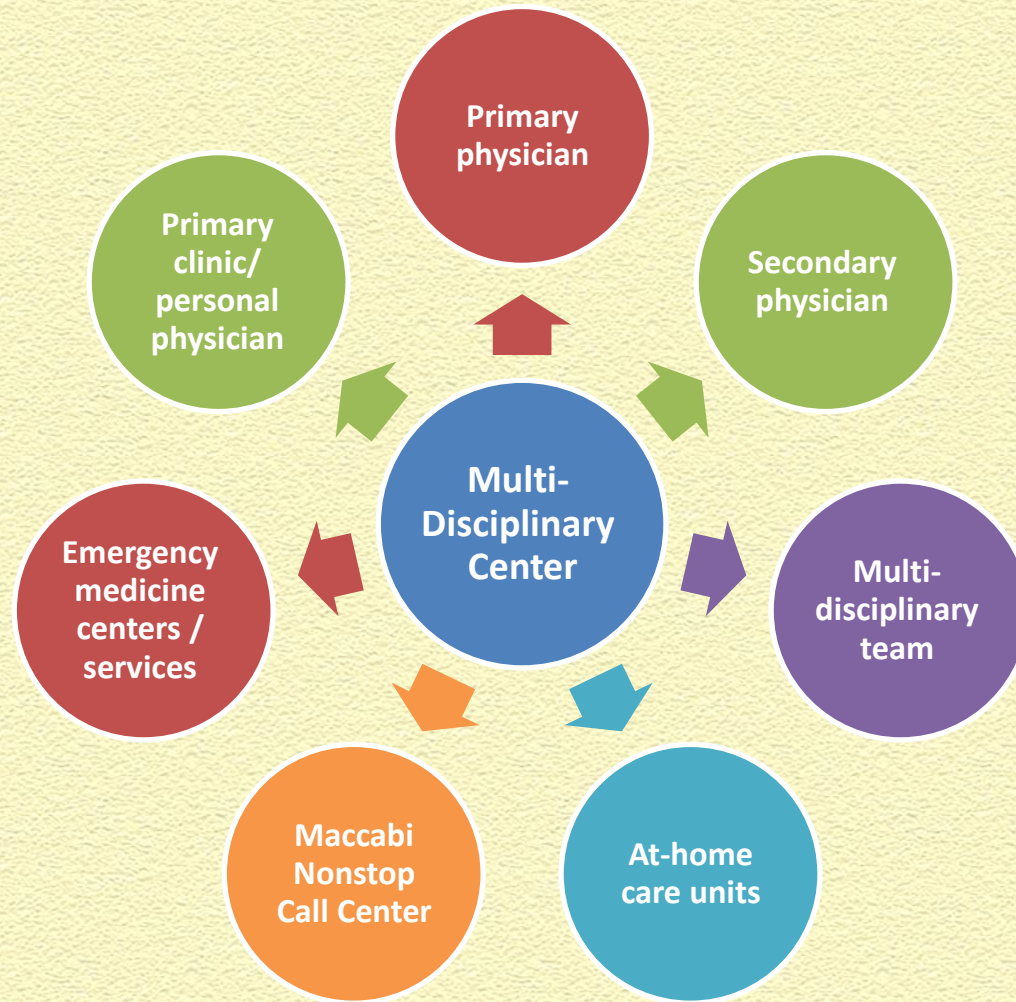 Primary
physician
Primary
clinic/
personal
physician
Secondary
physician
Multi-
Disciplinary
Center
Emergency
medicine
centers /
services
Multi-
disciplinary
team
Maccabi
Nonstop
Call Center
At-home
care units